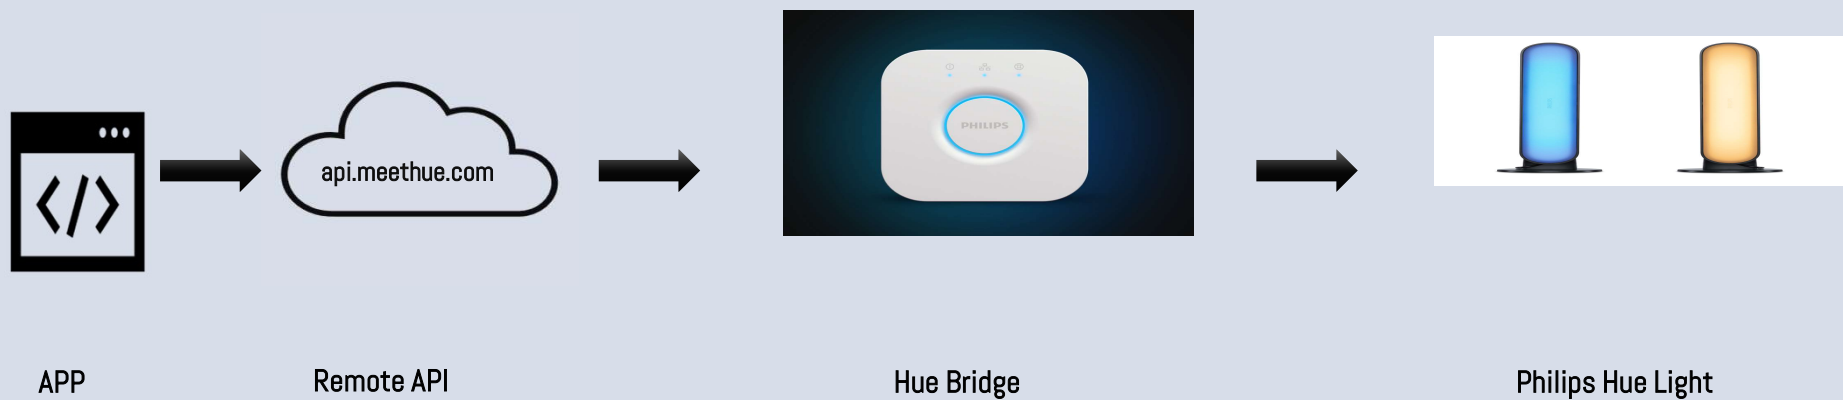 api.meethue.com
PHILIPS
APP
Remote API
Hue Bridge
Philips Hue Light